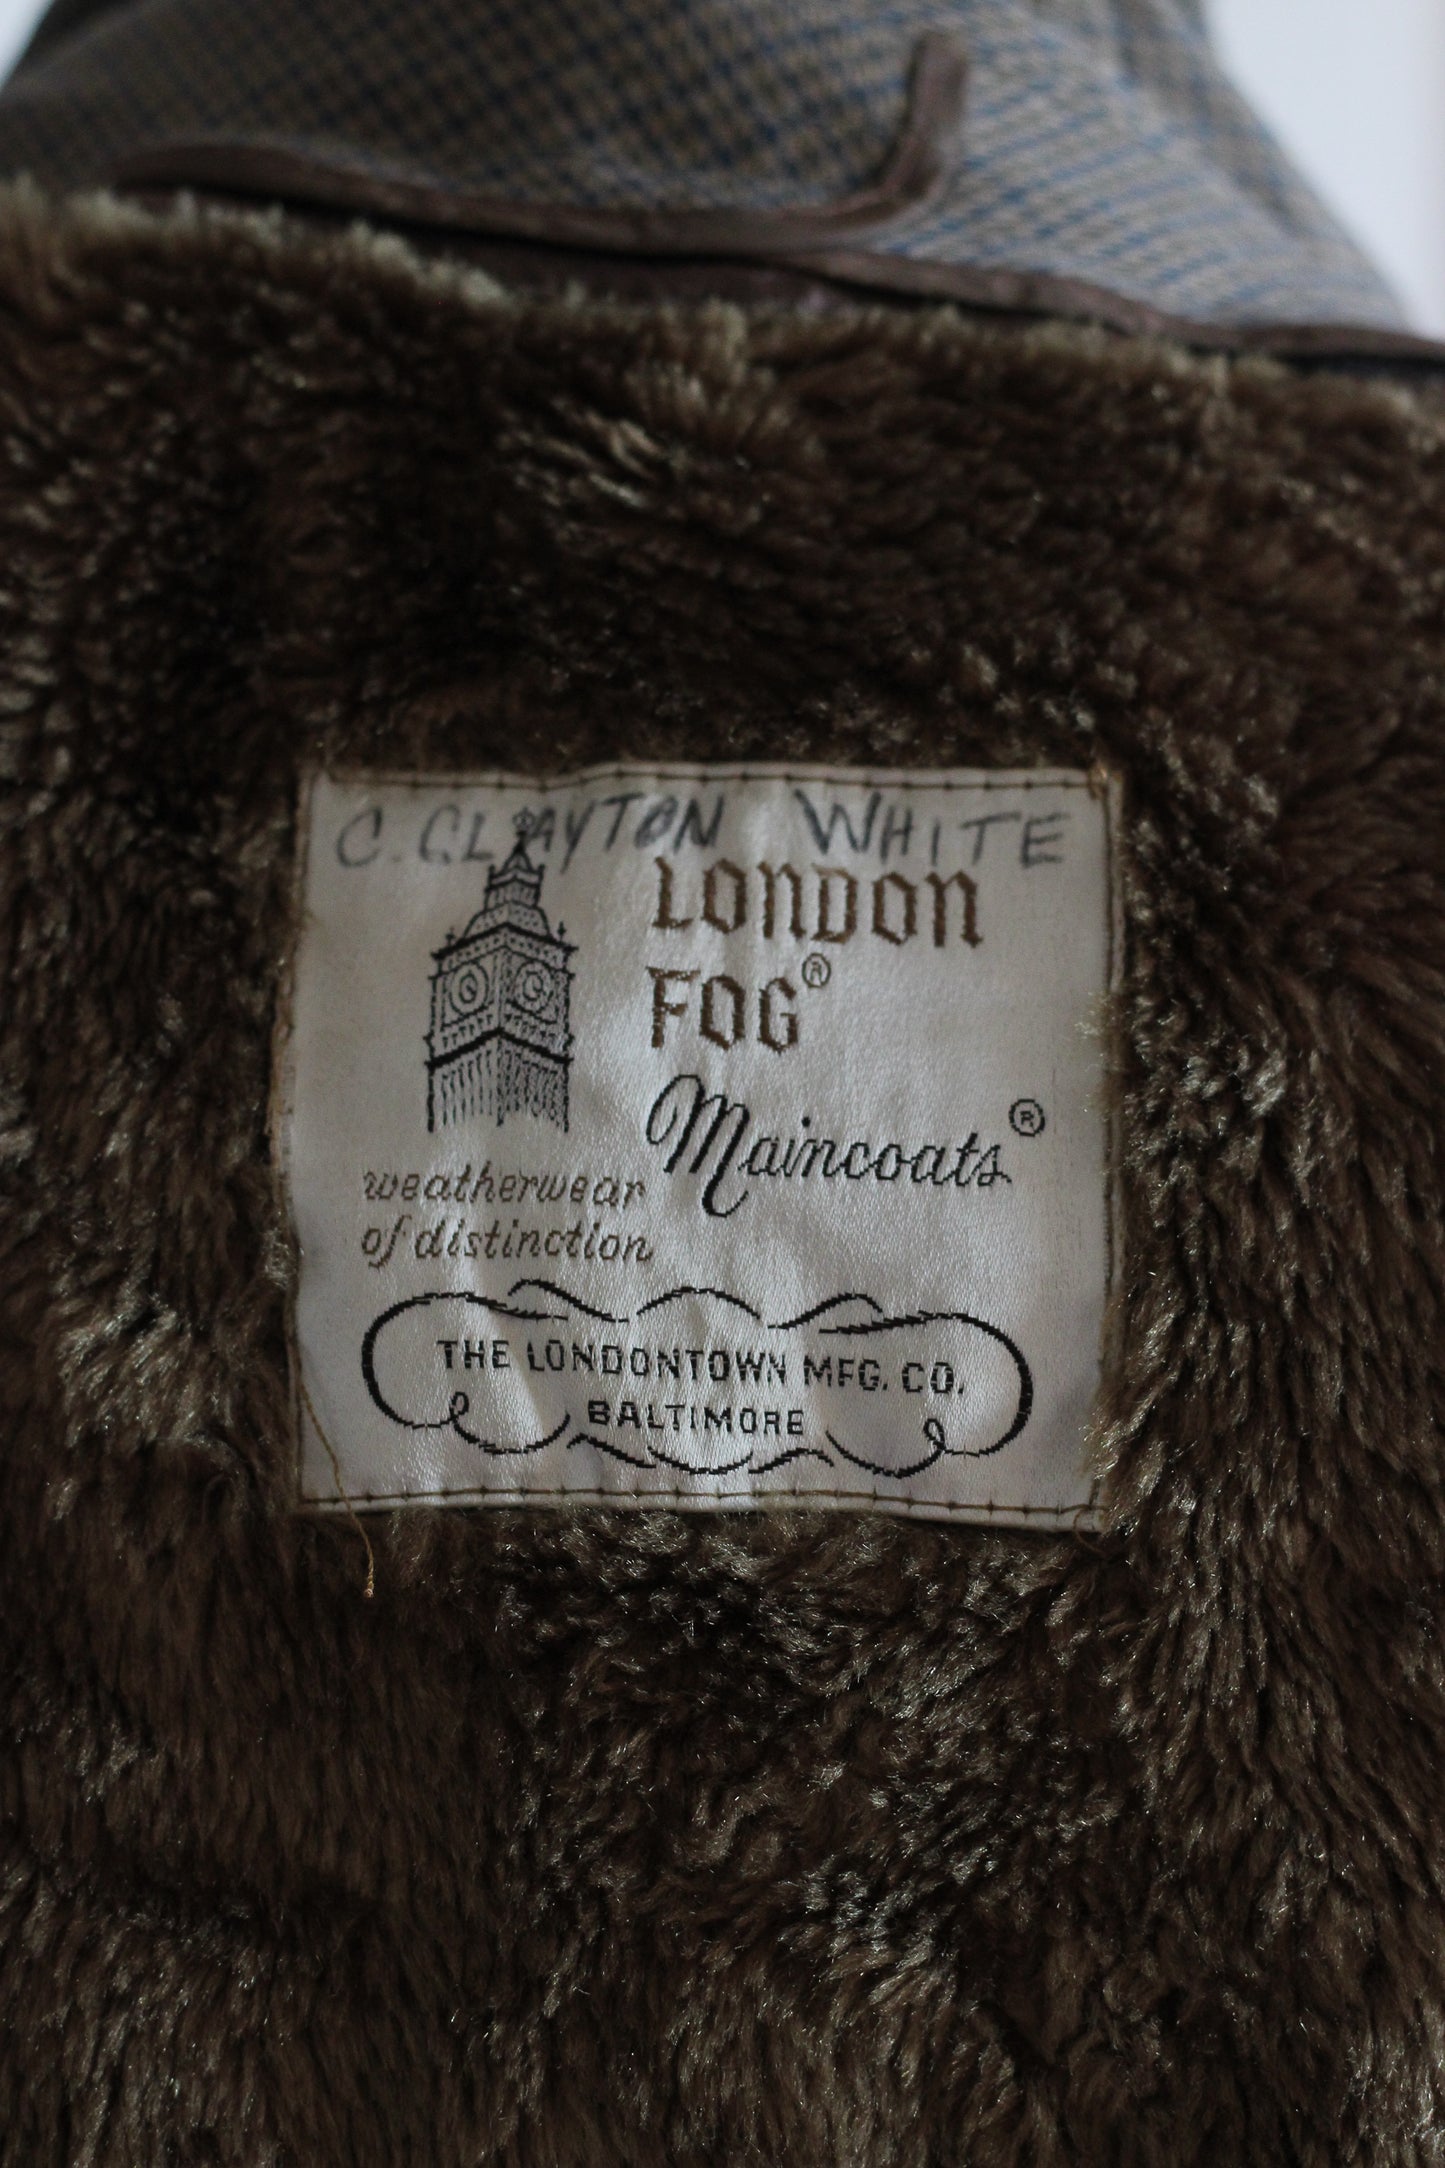 C. CLAYTON WHITE
LONDON
FOG®
Maincoats®
weatherwear
of distinction
THE LONDONTOWN MFG. CO.
BALTIMORE